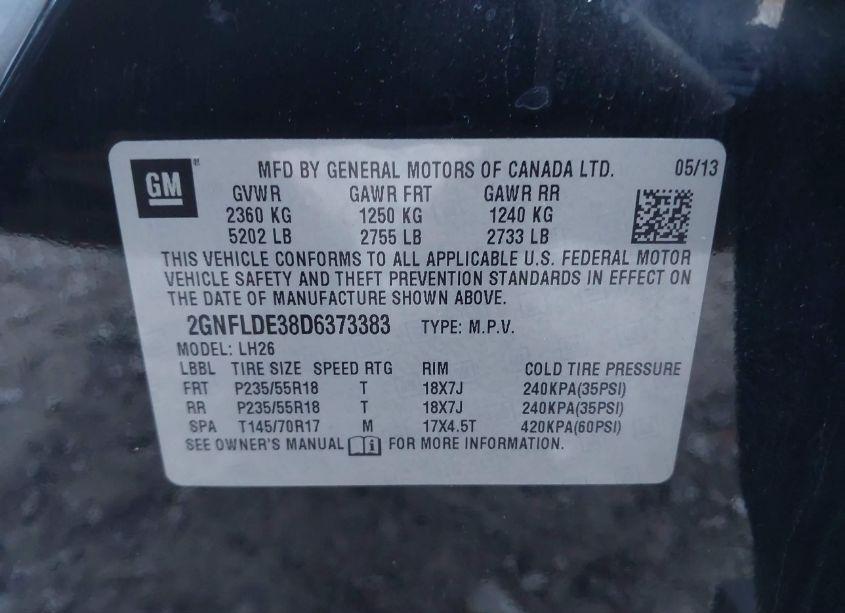 GM
MFD BY GENERAL MOTORS OF CANADA LTD. 05/13
GVWR GAWR FRT GAWR RR
2360 KG 1250 KG 1240 KG
5202 LB 2755 LB 2733 LB
THIS VEHICLE CONFORMS TO ALL APPLICABLE U.S. FEDERAL MOTOR
VEHICLE SAFETY AND THEFT PREVENTION STANDARDS IN EFFECT ON
THE DATE OF MANUFACTURE SHOWN ABOVE.
2GNFLDE38D6373383 TYPE: M.P.V.
MODEL: LH26
LBBL TIRE SIZE SPEED RTG RIM COLD TIRE PRESSURE
FRT P235/55R18 T 18X7J 240KPA(35PSI)
RR P235/55R18 T 18X7J 240KPA(35PSI)
SPA T145/70R17 M 17X4.5T 420KPA(60PSI)
SEE OWNER'S MANUAL FOR MORE INFORMATION.